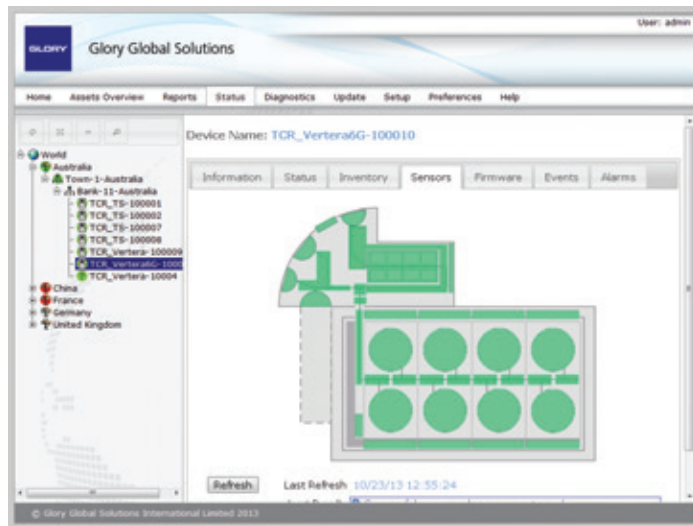 User: admin
GLORY
Glory Global Solutions
Home Assets Overview Reports Status Diagnostics Update Setup Preferences Help
Device Name: TCR_Vertera6G-100010
World
Australia
Town-1-Australia
Bank-11-Australia
TCR_TS-100001
TCR_TS-100002
TCR_TS-100007
TCR_TS-100008
TCR_Vertera-100009
TCR_Vertera6G-1000
TCR_Vertera-10004
China
France
Germany
United Kingdom
Information Status Inventory Sensors Firmware Events Alarms
Refresh Last Refresh 10/23/13 12:55:24
© Glory Global Solutions International Limited 2013